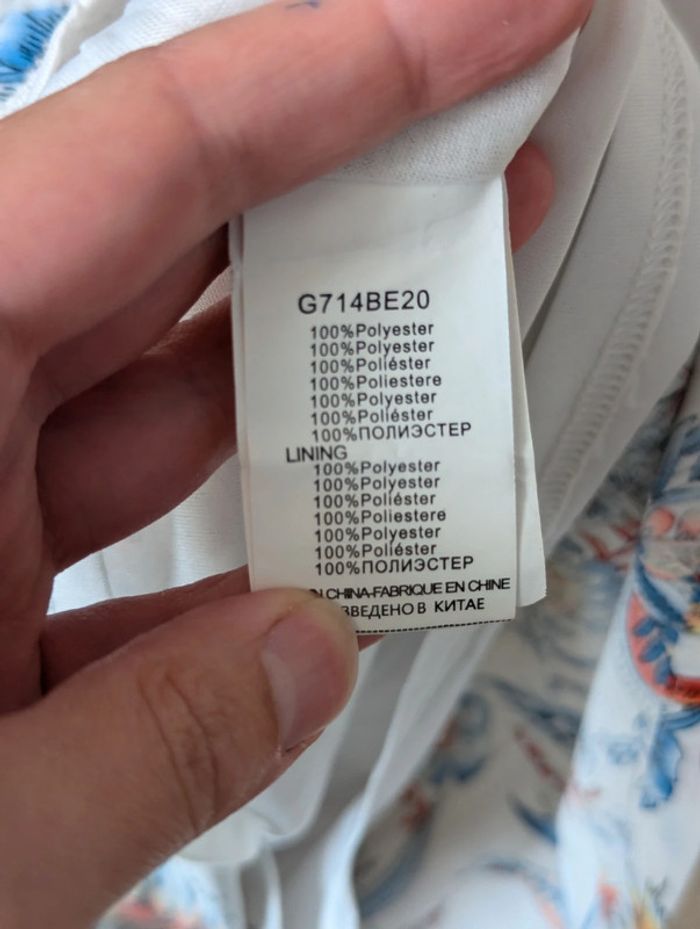 G714BE20
100%Polyester
100%Polyester
100%Poliéster
100%Poliestere
100%Polyester
100%Poliéster
100%ПОЛИЭСТЕР
LINING
100%Polyester
100%Polyester
100%Poliéster
100%Poliestere
100%Polyester
100%Poliéster
100%ПОЛИЭСТЕР
CHINA-FABRIQUE EN CHINE
В КИТАЕ